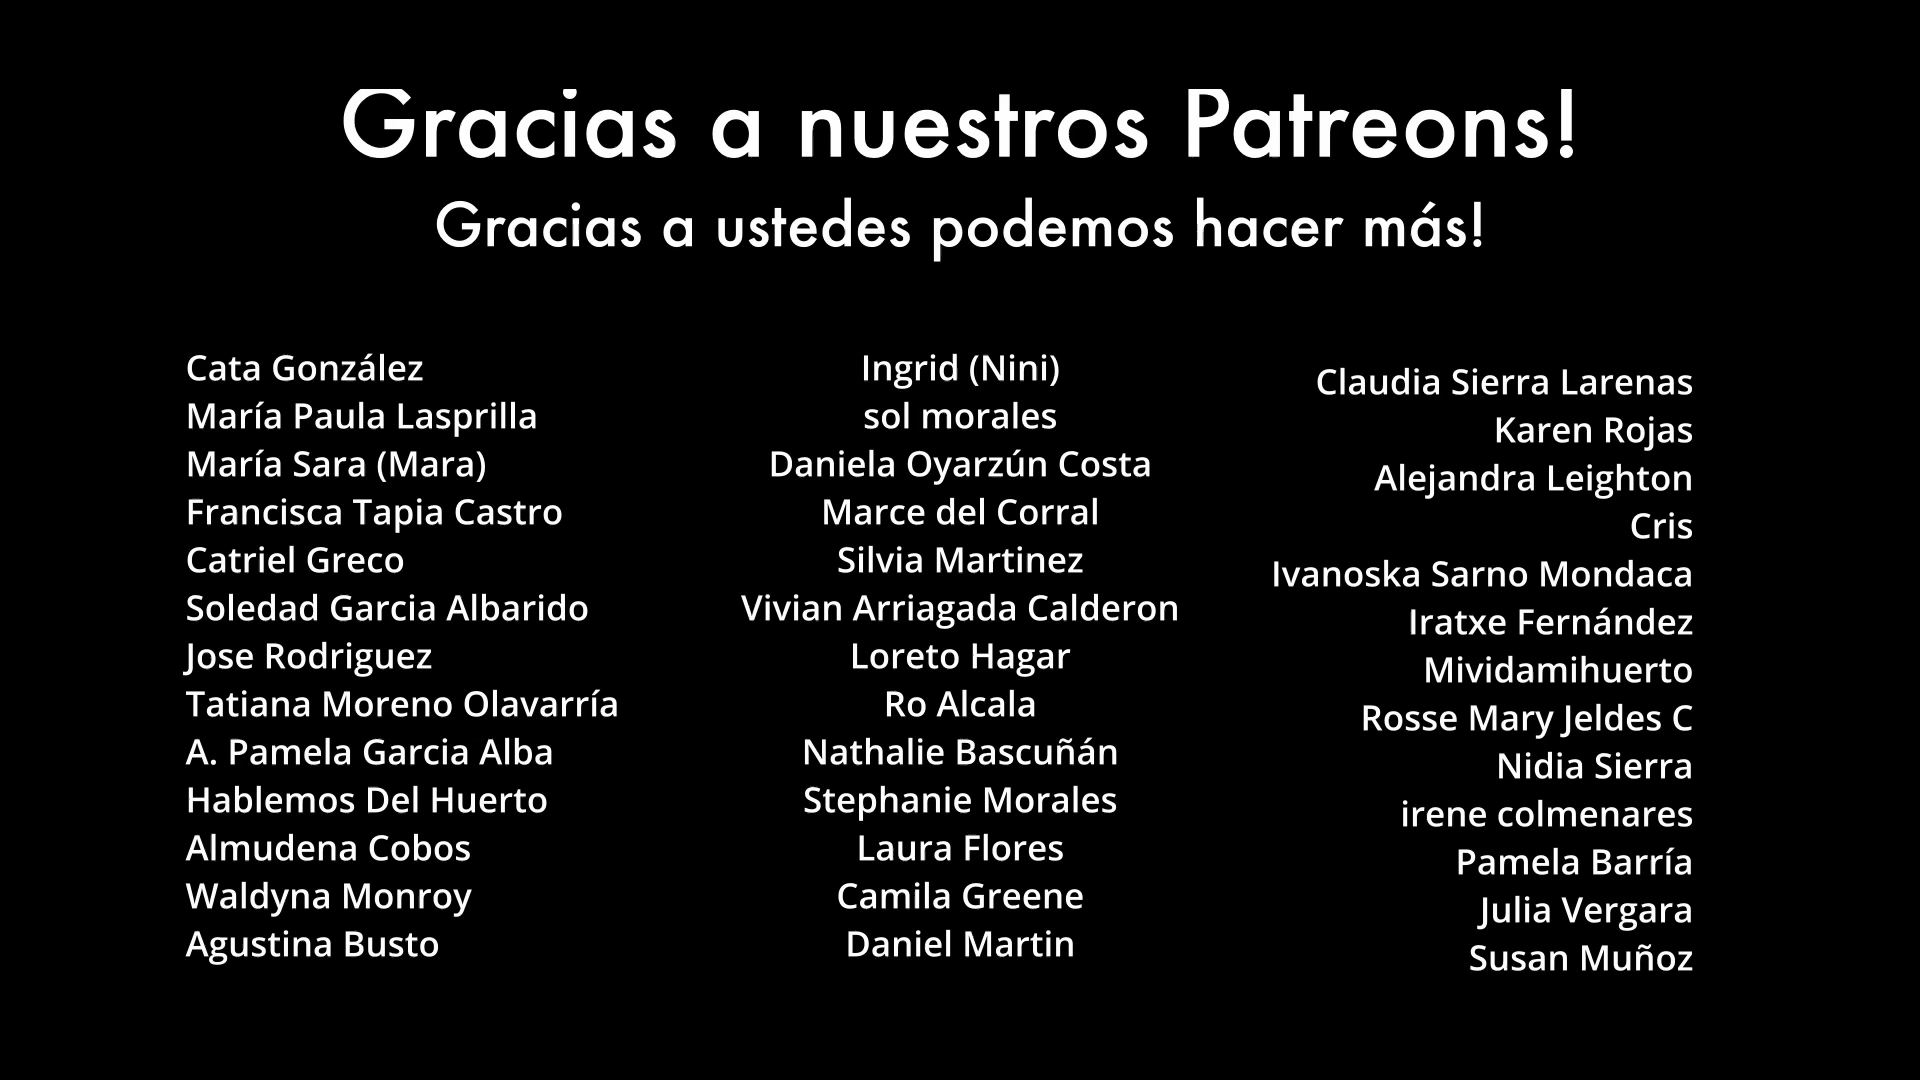 Gracias a nuestros Patreons!
Gracias a ustedes podemos hacer más!
Cata González
María Paula Lasprilla
María Sara (Mara)
Francisca Tapia Castro
Catriel Greco
Soledad Garcia Albarido
Jose Rodriguez
Tatiana Moreno Olavarría
A. Pamela Garcia Alba
Hablemos Del Huerto
Almudena Cobos
Waldyna Monroy
Agustina Busto
Ingrid (Nini)
sol morales
Daniela Oyarzún Costa
Marce del Corral
Silvia Martinez
Vivian Arriagada Calderon
Loreto Hagar
Ro Alcala
Nathalie Bascuñán
Stephanie Morales
Laura Flores
Camila Greene
Daniel Martin
Claudia Sierra Larenas
Karen Rojas
Alejandra Leighton
Cris
Ivanoska Sarno Mondaca
Iratxe Fernández
Mividamihuerto
Rosse Mary Jeldes C
Nidia Sierra
irene colmenares
Pamela Barría
Julia Vergara
Susan Muñoz